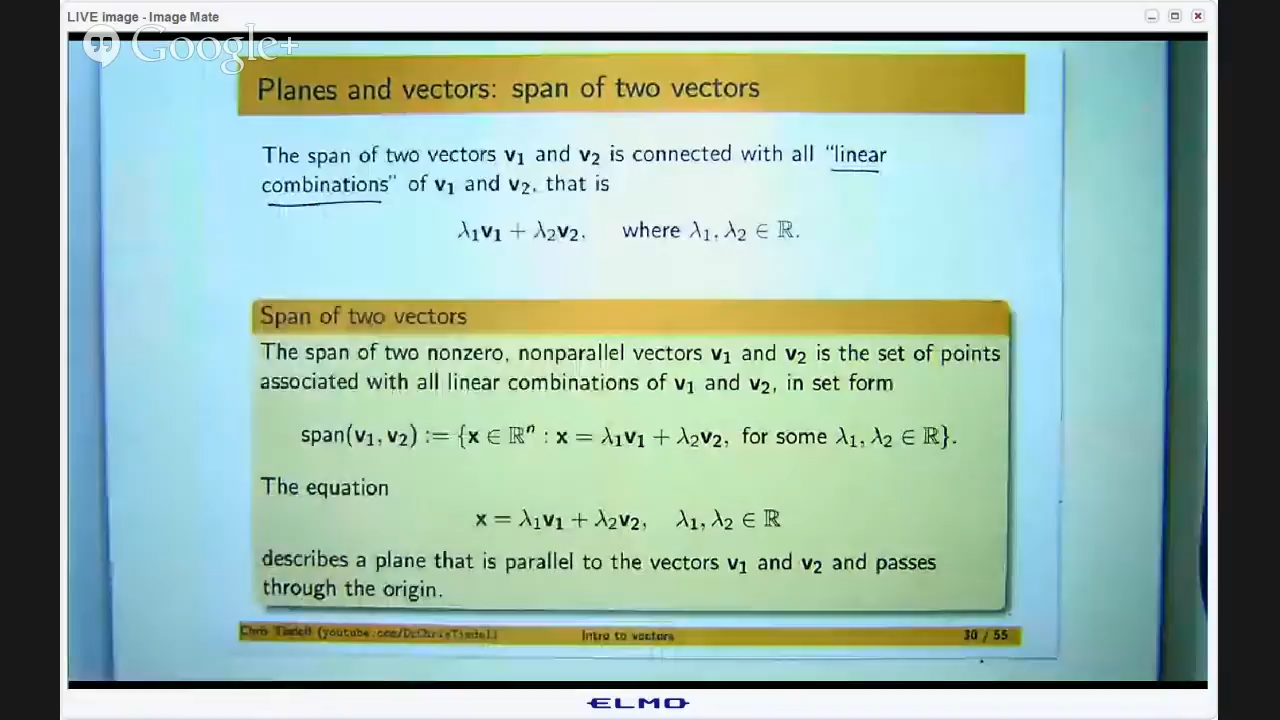 LIVE image - Image Mate
Google+
Planes and vectors: span of two vectors
The span of two vectors v₁ and v₂ is connected with all “linear
combinations” of v₁ and v₂, that is
λ₁v₁ + λ₂v₂, where λ₁, λ₂ ∈ ℝ.
Span of two vectors
The span of two nonzero, nonparallel vectors v₁ and v₂ is the set of points
associated with all linear combinations of v₁ and v₂, in set form
span(v₁, v₂) := {x ∈ ℝⁿ : x = λ₁v₁ + λ₂v₂, for some λ₁, λ₂ ∈ ℝ}.
The equation
x = λ₁v₁ + λ₂v₂, λ₁, λ₂ ∈ ℝ
describes a plane that is parallel to the vectors v₁ and v₂ and passes
through the origin.
Chris Tisdell (youtube.com/DrChrisTisdell) Intro to vectors 30 / 55
ELMO